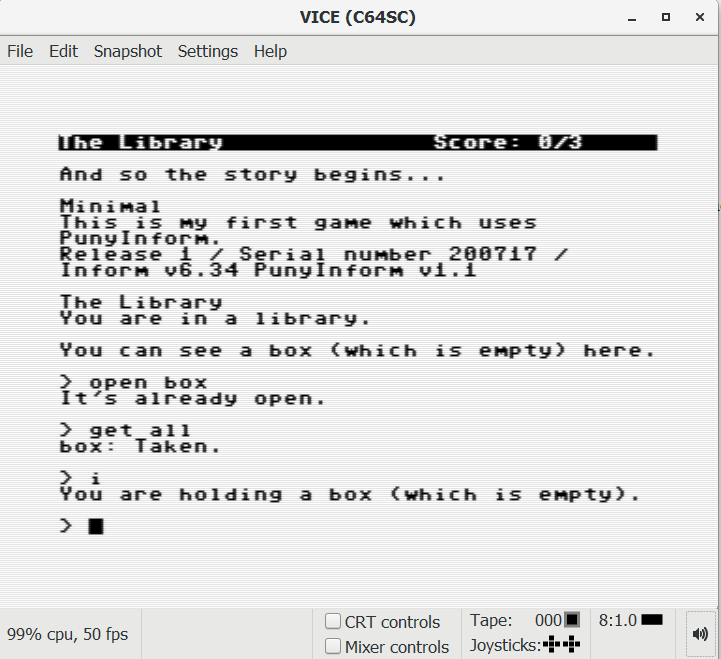 VICE (C64SC)
File Edit Snapshot Settings Help
The Library Score: 0/3
And so the story begins...
Minimal
This is my first game which uses
PunyInform.
Release 1 / Serial number 200717 /
Inform v6.34 PunyInform v1.1
The Library
You are in a library.
You can see a box (which is empty) here.
> open box
It's already open.
> get all
box: Taken.
> i
You are holding a box (which is empty).
>
99% cpu, 50 fps
CRT controls
Mixer controls
Tape: 000
Joysticks:
8:1.0